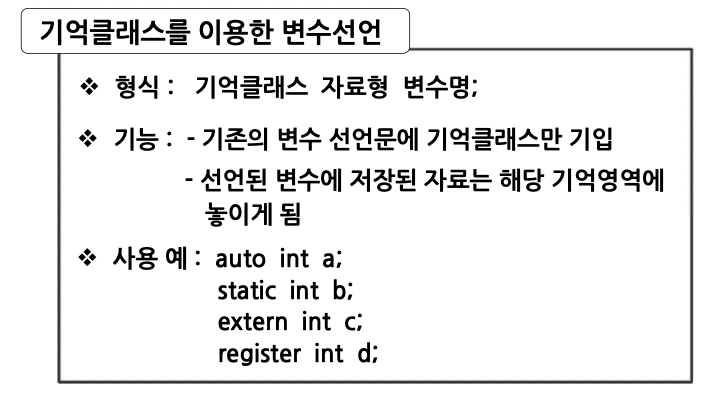 기억클래스를 이용한 변수선언
❖ 형식 : 기억클래스 자료형 변수명;
❖ 기능 : - 기존의 변수 선언문에 기억클래스만 기입
- 선언된 변수에 저장된 자료는 해당 기억영역에
놓이게 됨
❖ 사용 예 : auto int a;
static int b;
extern int c;
register int d;